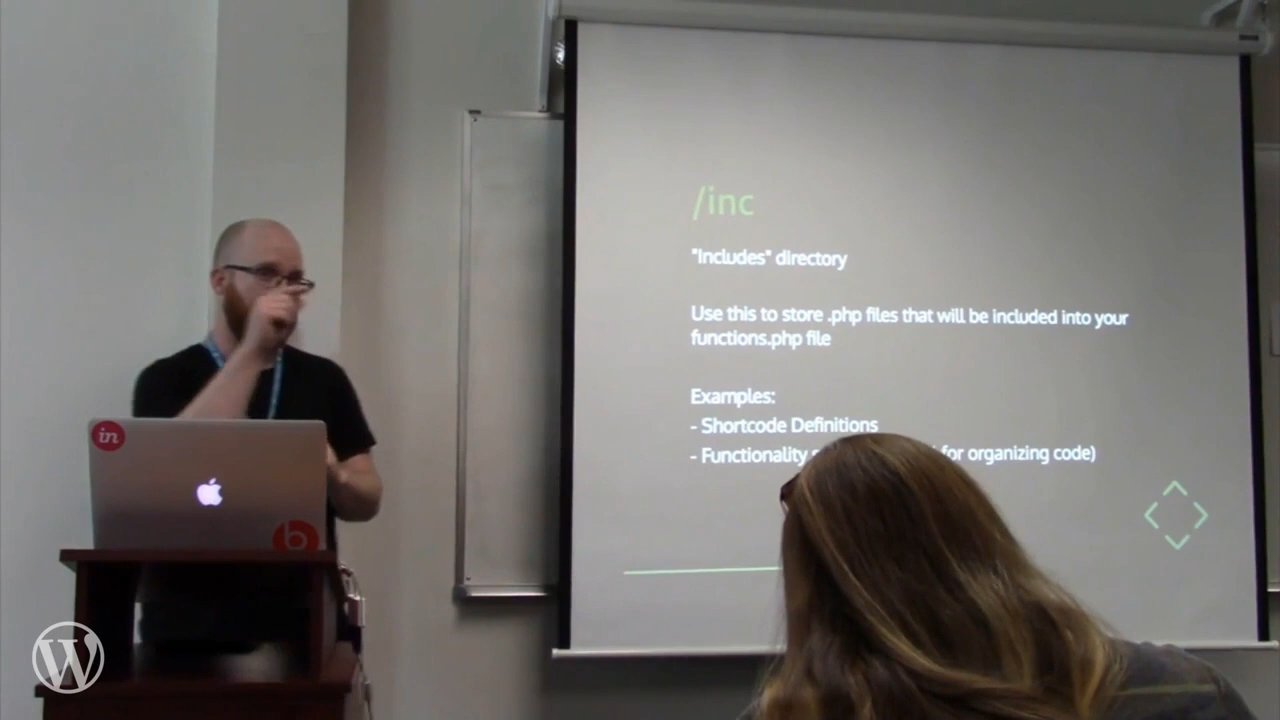 /inc
"Includes" directory
Use this to store .php files that will be included into your
functions.php file
Examples:
- Shortcode Definitions
- Functionality for organizing code)
in
b
W